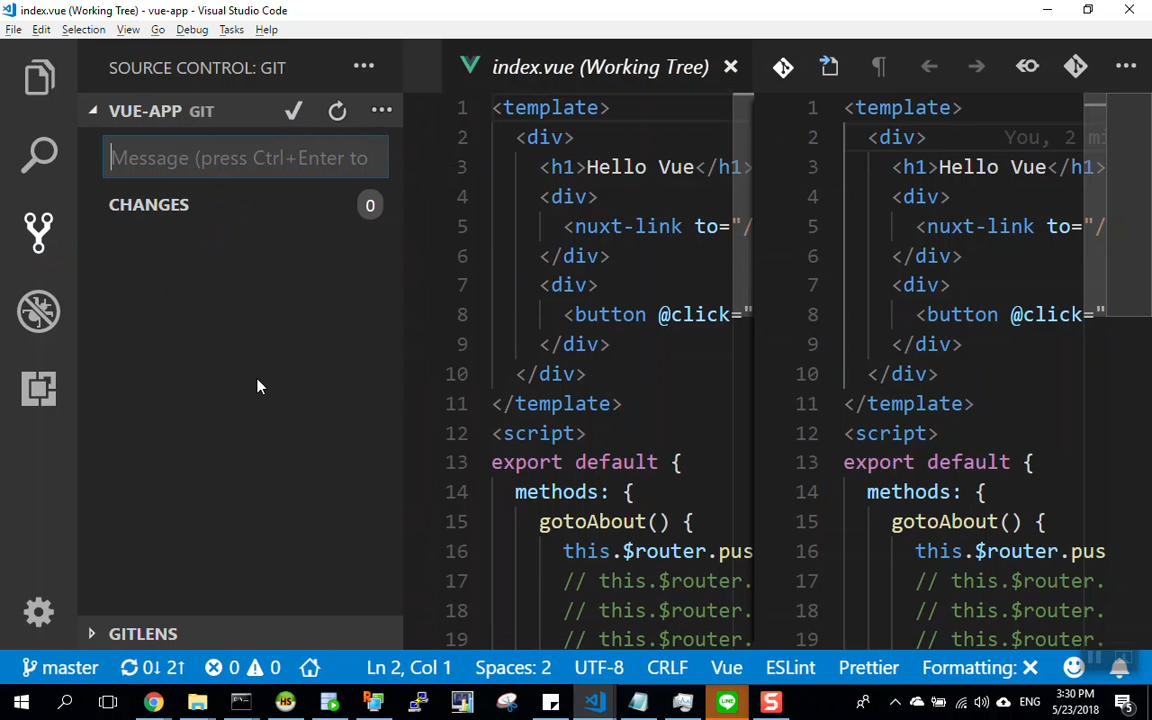 index.vue (Working Tree) - vue-app - Visual Studio Code
File Edit Selection View Go Debug Tasks Help
SOURCE CONTROL: GIT
VUE-APP GIT
Message (press Ctrl+Enter to
CHANGES 0
GITLENS
index.vue (Working Tree)
1 <template>
2 <div>
3 <h1>Hello Vue</h1>
4 <div>
5 <nuxt-link to="/
6 </div>
7 <div>
8 <button @click="
9 </div>
10 </div>
11 </template>
12 <script>
13 export default {
14 methods: {
15 gotoAbout() {
16 this.$router.pus
17 // this.$router.
18 // this.$router.
19 // this.$router.
1 <template>
2 <div> You, 2 mi
3 <h1>Hello Vue</h1>
4 <div>
5 <nuxt-link to="/
6 </div>
7 <div>
8 <button @click="
9 </div>
10 </div>
11 </template>
12 <script>
13 export default {
14 methods: {
15 gotoAbout() {
16 this.$router.pus
17 // this.$router.
18 // this.$router.
19 // this.$router.
master 0↓ 2↑ 0 0 Ln 2, Col 1 Spaces: 2 UTF-8 CRLF Vue ESLint Prettier Formatting: ×
HS LINE S ENG 3:30 PM
5/23/2018 5